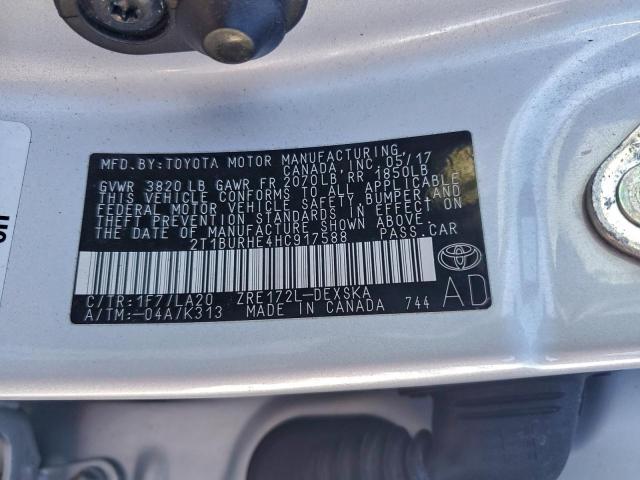 MFD. BY: TOYOTA MOTOR MANUFACTURING,
CANADA, INC. 05/17
GVWR 3820 LB GAWR FR 2070LB, RR 1850LB
THIS VEHICLE CONFORMS TO ALL APPLICABLE
FEDERAL MOTOR VEHICLE SAFETY, BUMPER AND
THEFT PREVENTION STANDARDS IN EFFECT ON
THE DATE OF MANUFACTURE SHOWN ABOVE.
2T1BURHE4HC917588 PASS. CAR
C/TR:1F7/LA20 ZRE172L-DEXSKA
A/TM:-04A/K313 MADE IN CANADA 744
AD